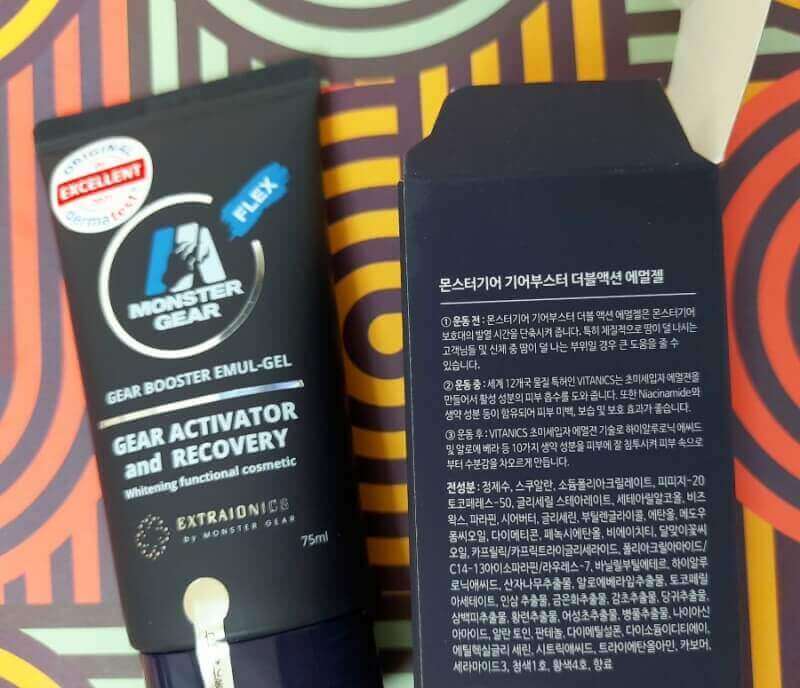 ORIGINAL
EXCELLENT
dermatest
FLEX
MONSTER
GEAR
GEAR BOOSTER EMUL-GEL
GEAR ACTIVATOR
and RECOVERY
Whitening functional cosmetic
EXTRAIONICS
by MONSTER GEAR
75ml
몬스터기어 기어부스터 더블액션 에멀젤
① 운동 전 : 몬스터기어 기어부스터 더블 액션 에멀젤은 몬스터기어
보호대의 발열 시간을 단축시켜 줍니다. 특히 체질적으로 땀이 덜 나시는
고객님들 및 신체 중 땀이 덜 나는 부위일 경우 큰 도움을 줄 수
있습니다.
② 운동 중 : 세계 12개국 물질 특허인 VITANICS는 초미세입자 에멀젼을
만들어서 활성 성분의 피부 흡수를 도와 줍니다. 또한 Niacinamide와
생약 성분 등이 함유되어 피부 미백, 보습 및 보호 효과가 좋습니다.
③ 운동 후 : VITANICS 초미세입자 에멀젼 기술로 하이알루로닉 에씨드
및 알로에 베라 등 10가지 생약 성분을 피부에 잘 침투시켜 피부 속으로
부터 수분감을 차오르게 만듭니다.
전성분 : 정제수, 스쿠알란, 소듐폴리아크릴레이트, 피피지-20
토코페레스-50, 글리세릴 스테아레이트, 세테아릴알코올, 비즈
왁스, 파라핀, 시어버터, 글리세린, 부틸렌글라이콜, 에탄올, 메도우
폼씨오일, 다이메티콘, 페녹시에탄올, 비에이치티, 달맞이꽃씨
오일, 카프릴릭/카프릭트라이글리세라이드, 폴리아크릴아마이드/
C14-13아이소파라핀/라우레스-7, 바닐릴부틸에테르, 하이알루
로닉애씨드, 산자나무추출물, 알로에베라잎추출물, 토코페릴
아세테이트, 인삼 추출물, 금은화추출물, 감초추출물, 당귀추출물,
상백피추출물, 황련추출물, 어성초추출물, 병풀추출물, 나이아신
아마이드, 알란 토인, 판테놀, 다이메틸설폰, 다이소듐이디티에이,
에틸헥실글리 세린, 시트릭애씨드, 트라이에탄올아민, 카보머,
세라마이드3, 청색1호, 황색4호, 향료